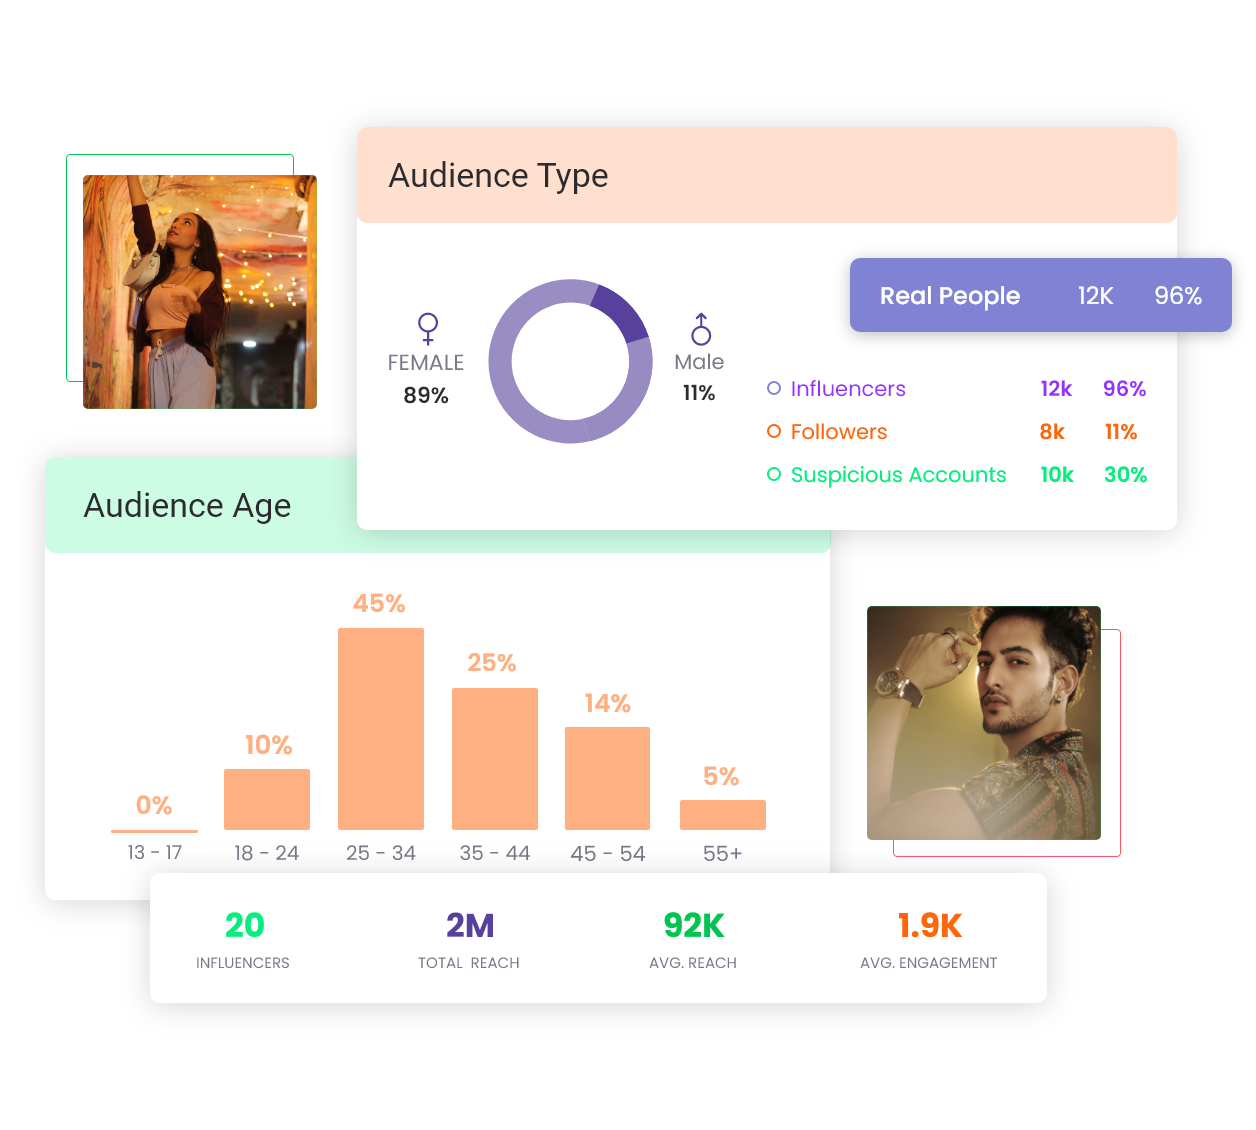 Audience Type
Real People 12K 96%
FEMALE
89%
Male
11%
Influencers 12k 96%
Followers 8k 11%
Suspicious Accounts 10k 30%
Audience Age
0%
10%
45%
25%
14%
5%
13 - 17 18 - 24 25 - 34 35 - 44 45 - 54 55+
20 2M 92K 1.9K
INFLUENCERS TOTAL REACH AVG. REACH AVG. ENGAGEMENT